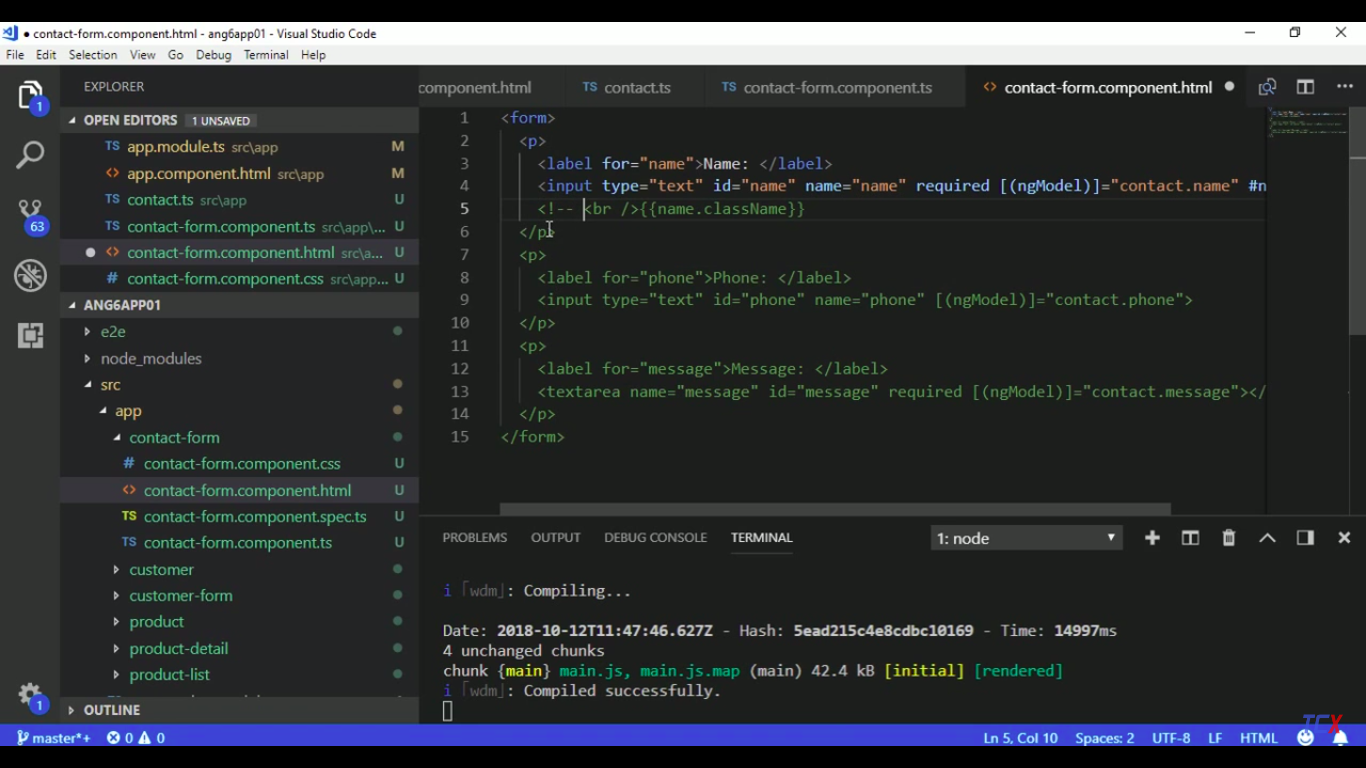 ● contact-form.component.html - ang6app01 - Visual Studio Code
File Edit Selection View Go Debug Terminal Help
EXPLORER
component.html contact.ts contact-form.component.ts contact-form.component.html
OPEN EDITORS 1 UNSAVED
TS app.module.ts src\app M
<> app.component.html src\app M
TS contact.ts src\app U
TS contact-form.component.ts src\app\... U
● <> contact-form.component.html src\a... U
# contact-form.component.css src\app... U
ANG6APP01
e2e
node_modules
src
app
contact-form
# contact-form.component.css U
<> contact-form.component.html U
TS contact-form.component.spec.ts U
TS contact-form.component.ts U
customer
customer-form
product
product-detail
product-list
OUTLINE
1
63
1
1 <form>
2 <p>
3 <label for="name">Name: </label>
4 <input type="text" id="name" name="name" required [(ngModel)]="contact.name" #n
5 <!-- <br />{{name.className}}
6 </p>
7 <p>
8 <label for="phone">Phone: </label>
9 <input type="text" id="phone" name="phone" [(ngModel)]="contact.phone">
10 </p>
11 <p>
12 <label for="message">Message: </label>
13 <textarea name="message" id="message" required [(ngModel)]="contact.message"></
14 </p>
15 </form>
PROBLEMS OUTPUT DEBUG CONSOLE TERMINAL 1: node
i ｢wdm｣: Compiling...
Date: 2018-10-12T11:47:46.627Z - Hash: 5ead215c4e8cdbc10169 - Time: 14997ms
4 unchanged chunks
chunk {main} main.js, main.js.map (main) 42.4 kB [initial] [rendered]
i ｢wdm｣: Compiled successfully.
master*+ 0 0 Ln 5, Col 10 Spaces: 2 UTF-8 LF HTML
TCX